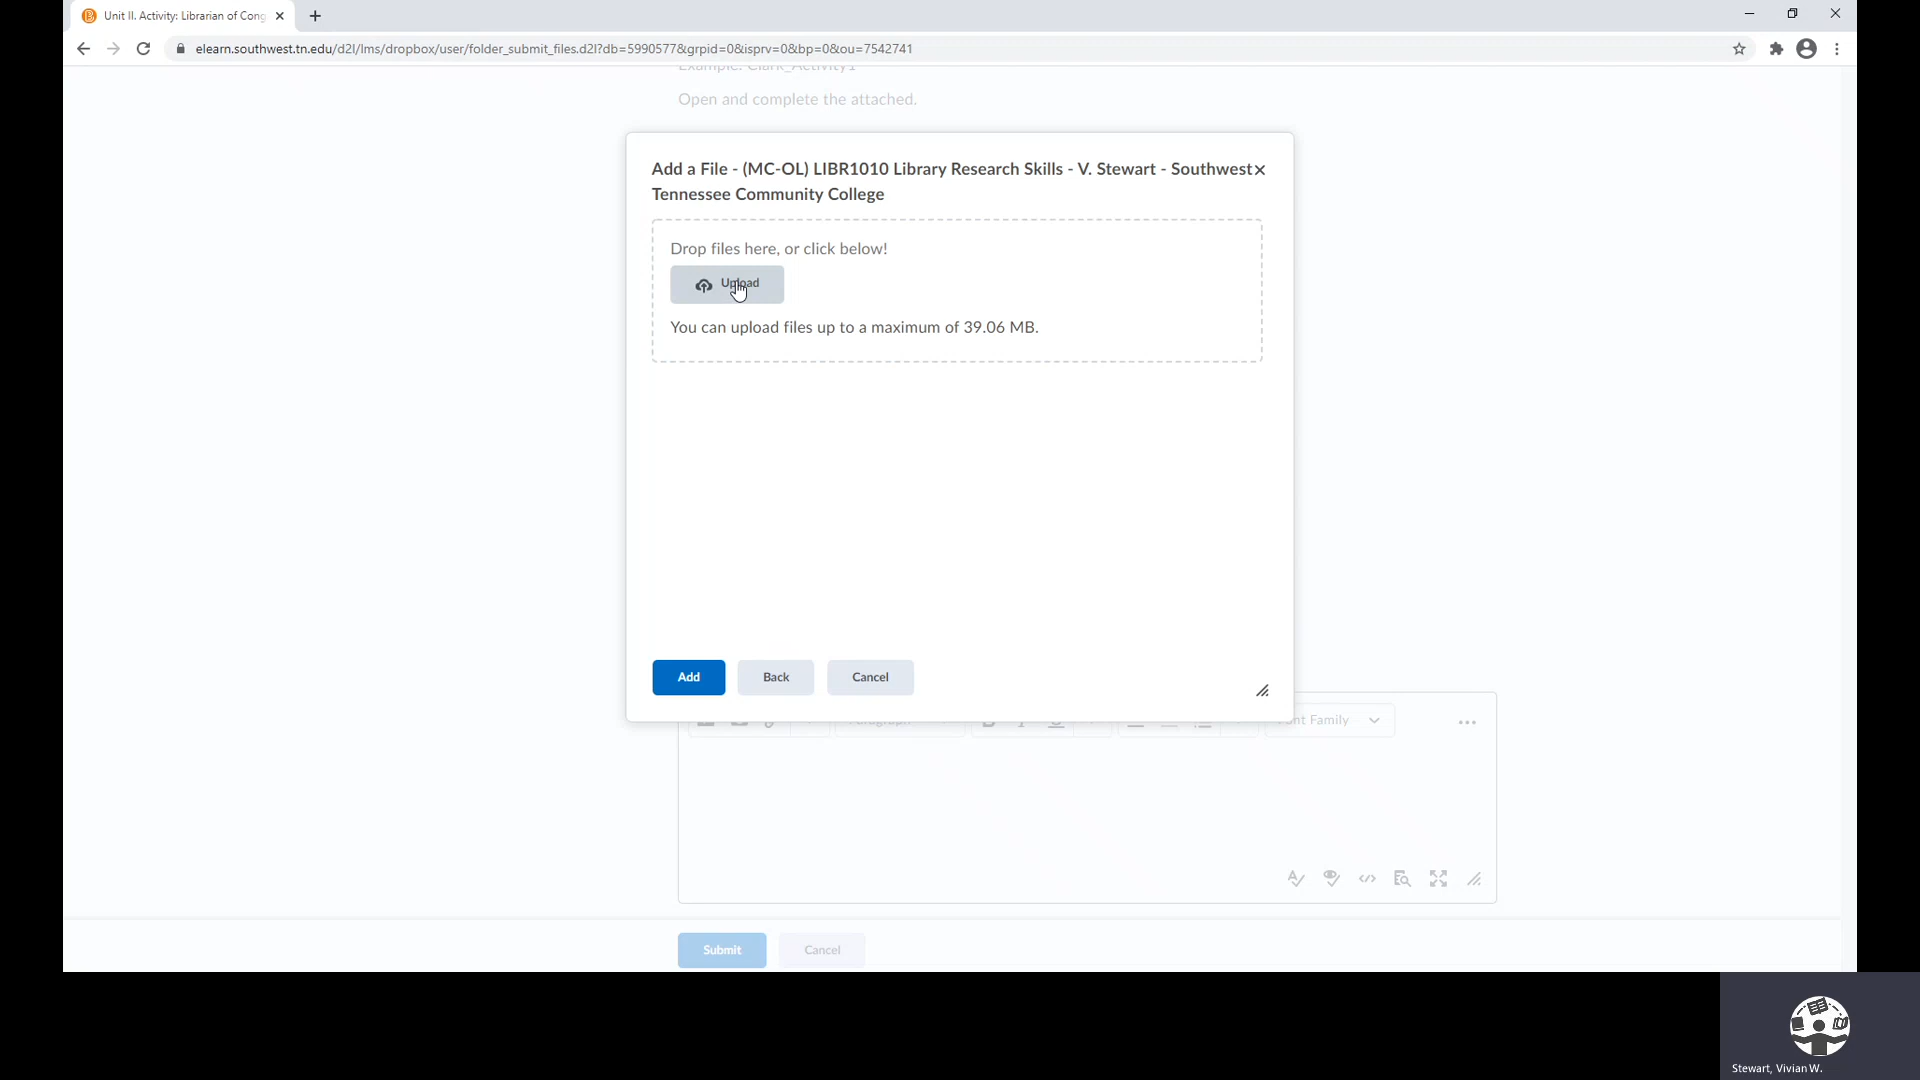 Unit II. Activity: Librarian of Cong
elearn.southwest.tn.edu/d2l/lms/dropbox/user/folder_submit_files.d2l?db=5990577&grpid=0&isprv=0&bp=0&ou=7542741
Example: Clark_Activity1
Open and complete the attached.
Add a File - (MC-OL) LIBR1010 Library Research Skills - V. Stewart - Southwest
Tennessee Community College
Drop files here, or click below!
Upload
You can upload files up to a maximum of 39.06 MB.
Add Back Cancel
Paragraph Font Family
Submit Cancel
Stewart, Vivian W.